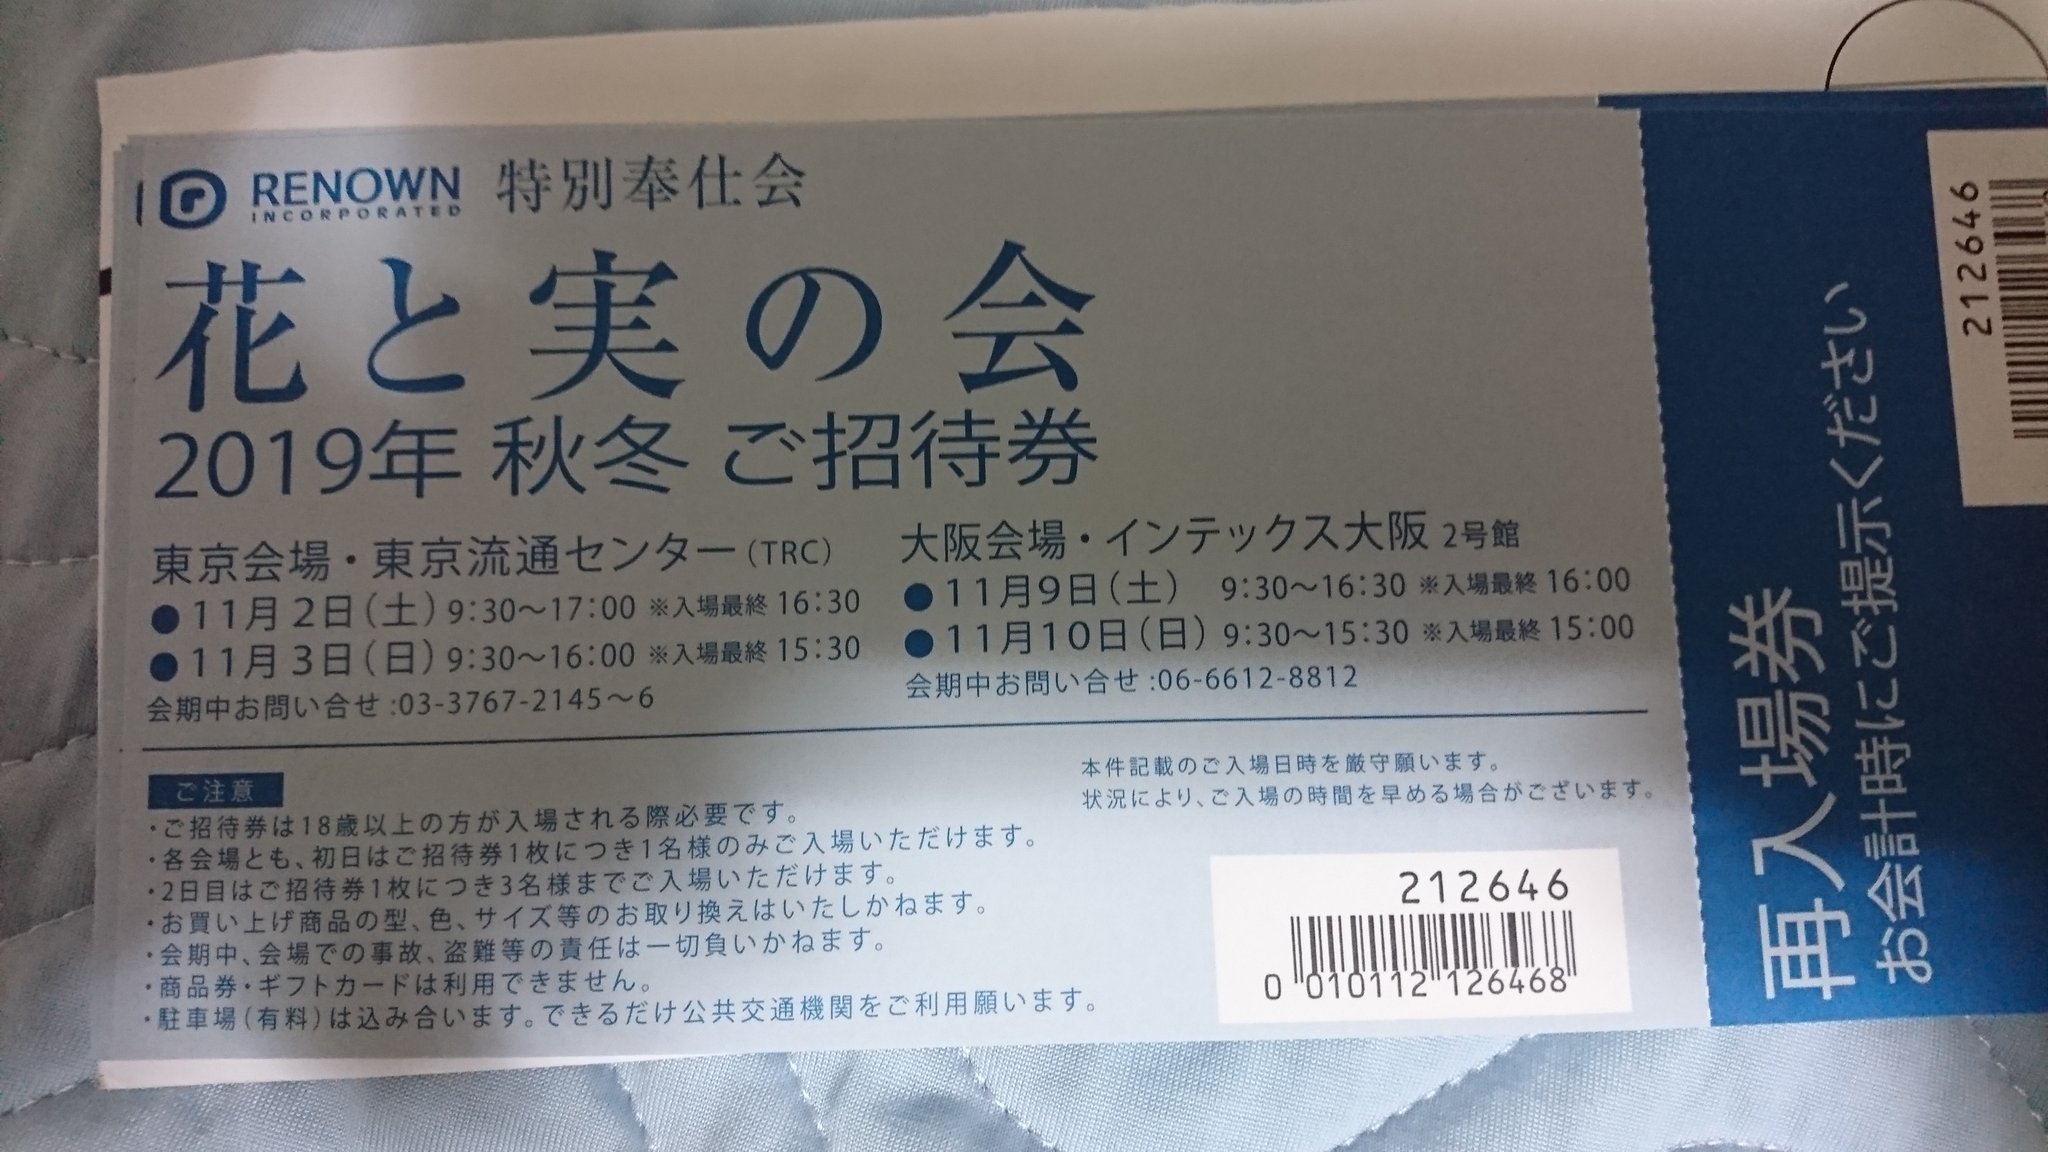 RENOWN 特別奉仕会
INCORPORATED
花と実の会
2019年 秋冬 ご招待券
東京会場・東京流通センター(TRC)
●11月2日(土)9:30〜17:00 ※入場最終 16:30
●11月3日(日)9:30〜16:00 ※入場最終 15:30
会期中お問い合せ:03-3767-2145〜6
大阪会場・インテックス大阪 2号館
●11月9日(土) 9:30〜16:30 ※入場最終 16:00
●11月10日(日)9:30〜15:30 ※入場最終 15:00
会期中お問い合せ:06-6612-8812
ご注意
・ご招待券は18歳以上の方が入場される際必要です。
・各会場とも、初日はご招待券1枚につき1名様のみご入場いただけます。
・2日目はご招待券1枚につき3名様までご入場いただけます。
・お買い上げ商品の型、色、サイズ等のお取り換えはいたしかねます。
・会期中、会場での事故、盗難等の責任は一切負いかねます。
・商品券・ギフトカードは利用できません。
・駐車場(有料)は込み合います。できるだけ公共交通機関をご利用願います。
本件記載のご入場日時を厳守願います。
状況により、ご入場の時間を早める場合がございます。
212646
0 010112 126468
再入場券
お会計時にご提示ください
212646